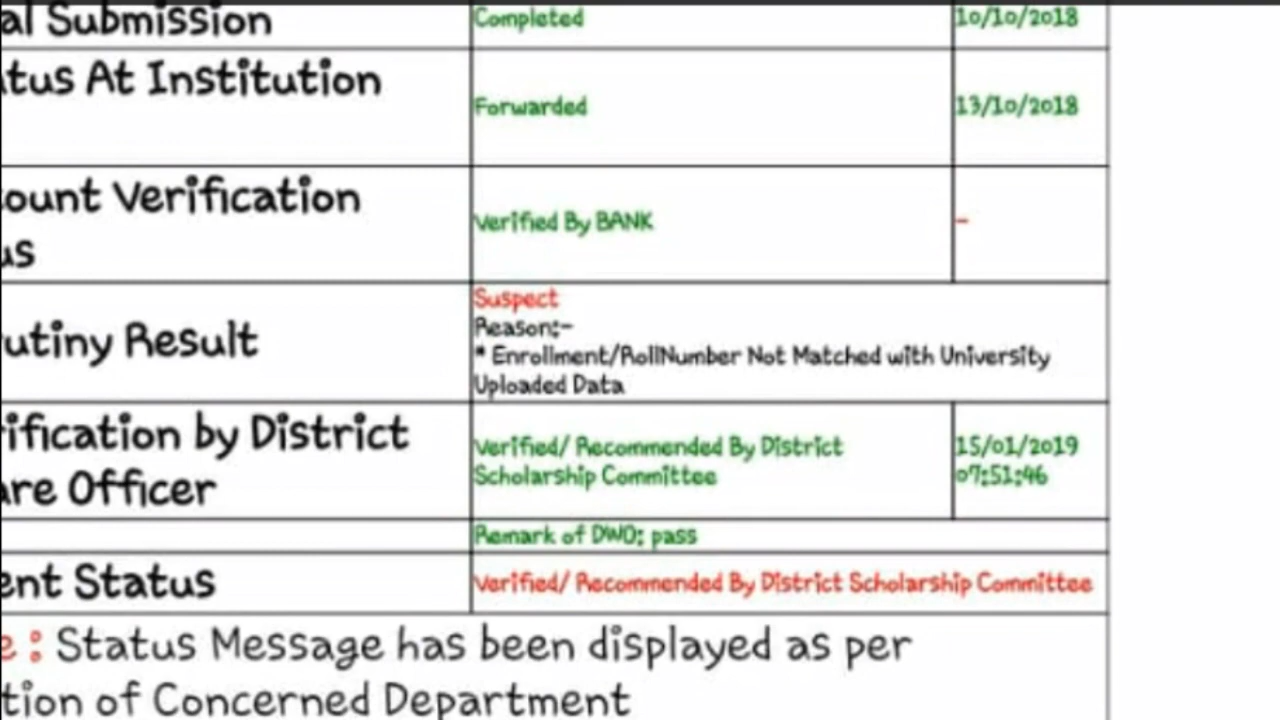 al Submission Completed 10/10/2018
atus At Institution
Forwarded 13/10/2018
count Verification
us
Verified By BANK -
Suspect
Reason:-
* Enrollment/RollNumber Not Matched with University
Uploaded Data
rutiny Result
ification by District
are Officer
Verified/ Recommended By District
Scholarship Committee
15/01/2019
07:51:46
Remark of DWO: pass
ent Status Verified/ Recommended By District Scholarship Committee
e : Status Message has been displayed as per
tion of Concerned Department